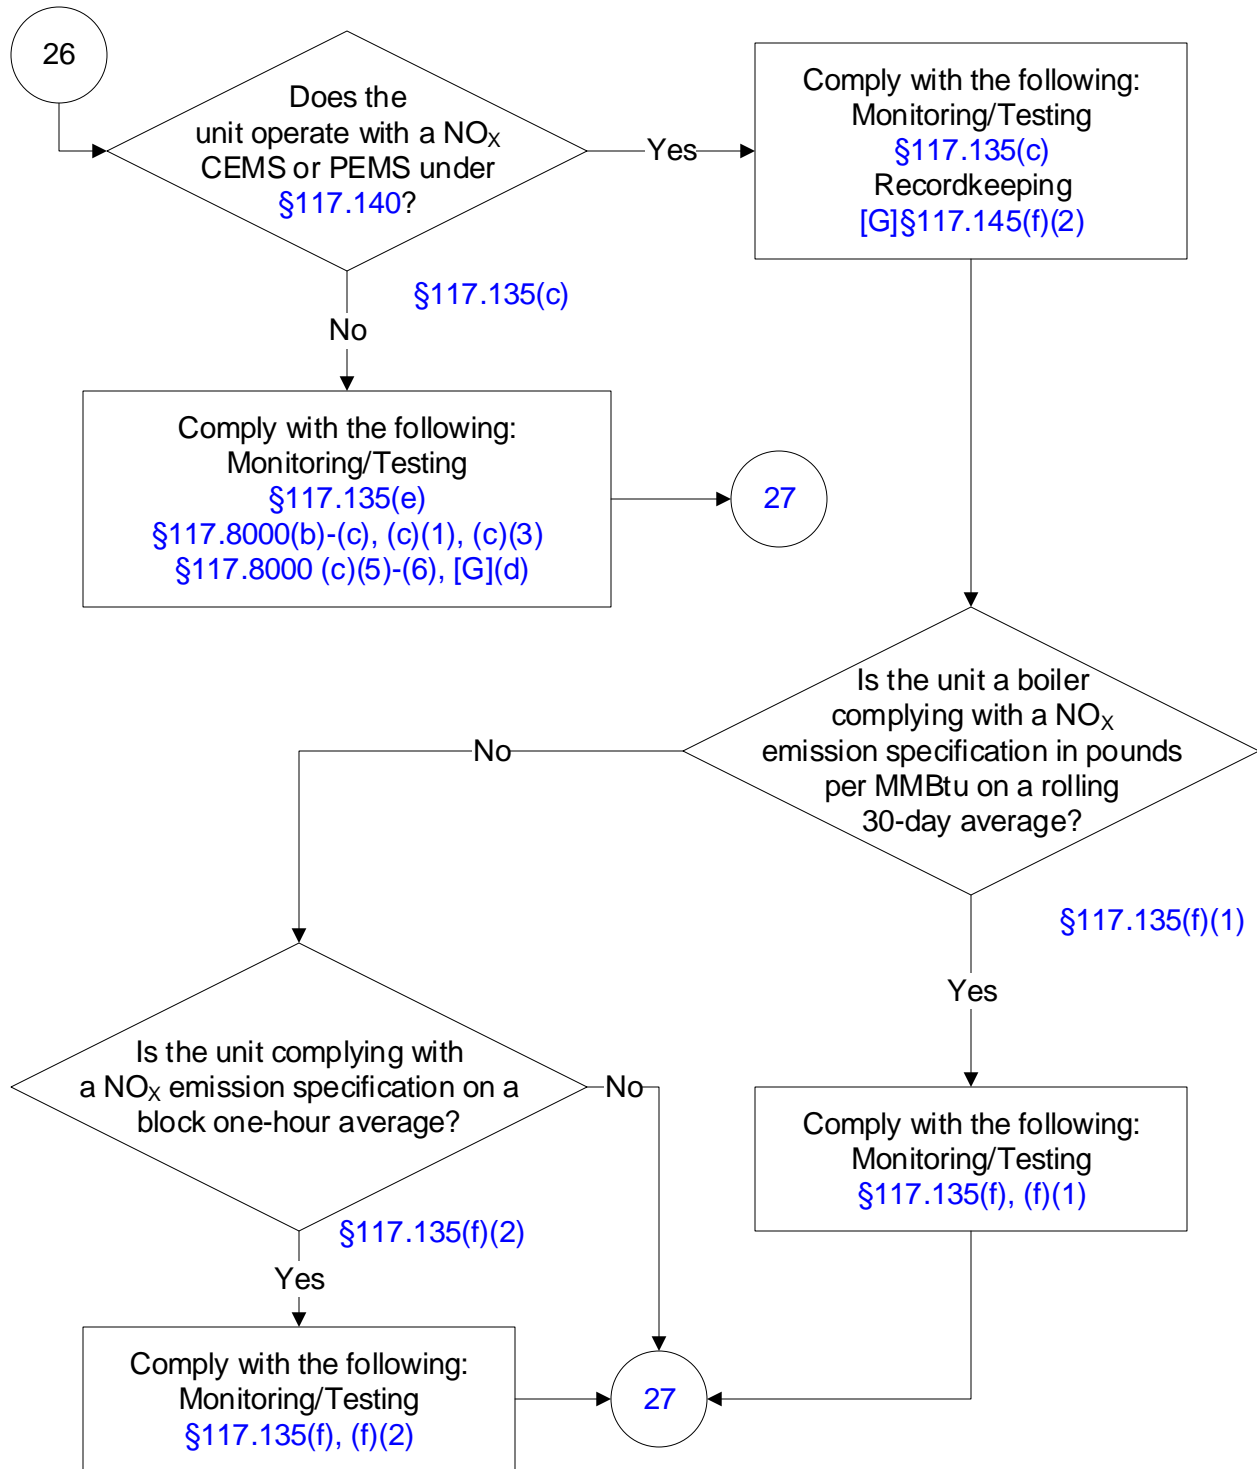 26
Does the
unit operate with a NOX
CEMS or PEMS under
§117.140?
Yes
Comply with the following:
Monitoring/Testing
§117.135(c)
Recordkeeping
[G]§117.145(f)(2)
§117.135(c)
No
Comply with the following:
Monitoring/Testing
§117.135(e)
§117.8000(b)-(c), (c)(1), (c)(3)
§117.8000 (c)(5)-(6), [G](d)
27
Is the unit a boiler
complying with a NOX
emission specification in pounds
per MMBtu on a rolling
30-day average?
No
§117.135(f)(1)
Yes
Is the unit complying with
a NOX emission specification on a
block one-hour average?
No
Comply with the following:
Monitoring/Testing
§117.135(f), (f)(1)
§117.135(f)(2)
Yes
Comply with the following:
Monitoring/Testing
§117.135(f), (f)(2)
27